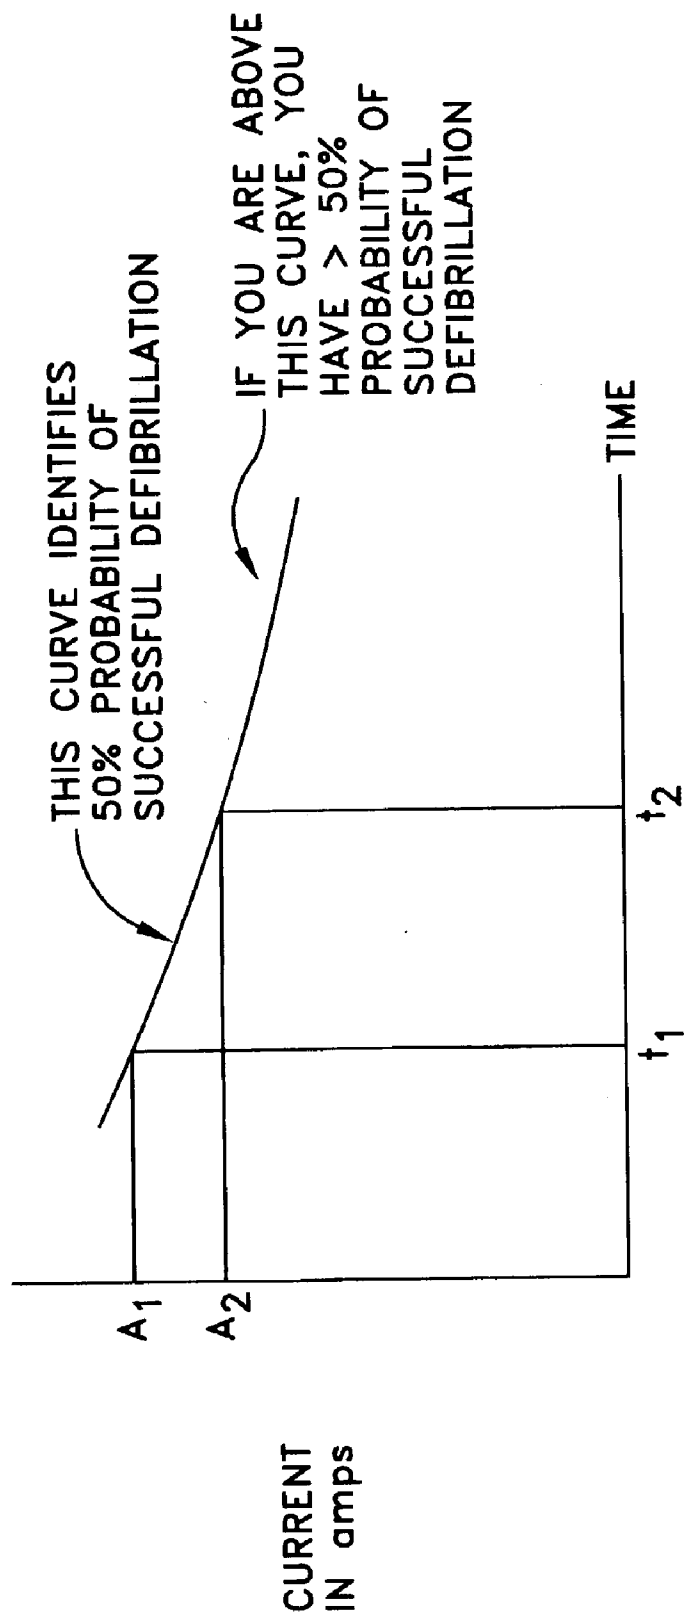 THIS CURVE IDENTIFIES
50% PROBABILITY OF
SUCCESSFUL DEFIBRILLATION
IF YOU ARE ABOVE
THIS CURVE, YOU
HAVE > 50%
PROBABILITY OF
SUCCESSFUL
DEFIBRILLATION
A1
A2
CURRENT
IN amps
t1
t2
TIME